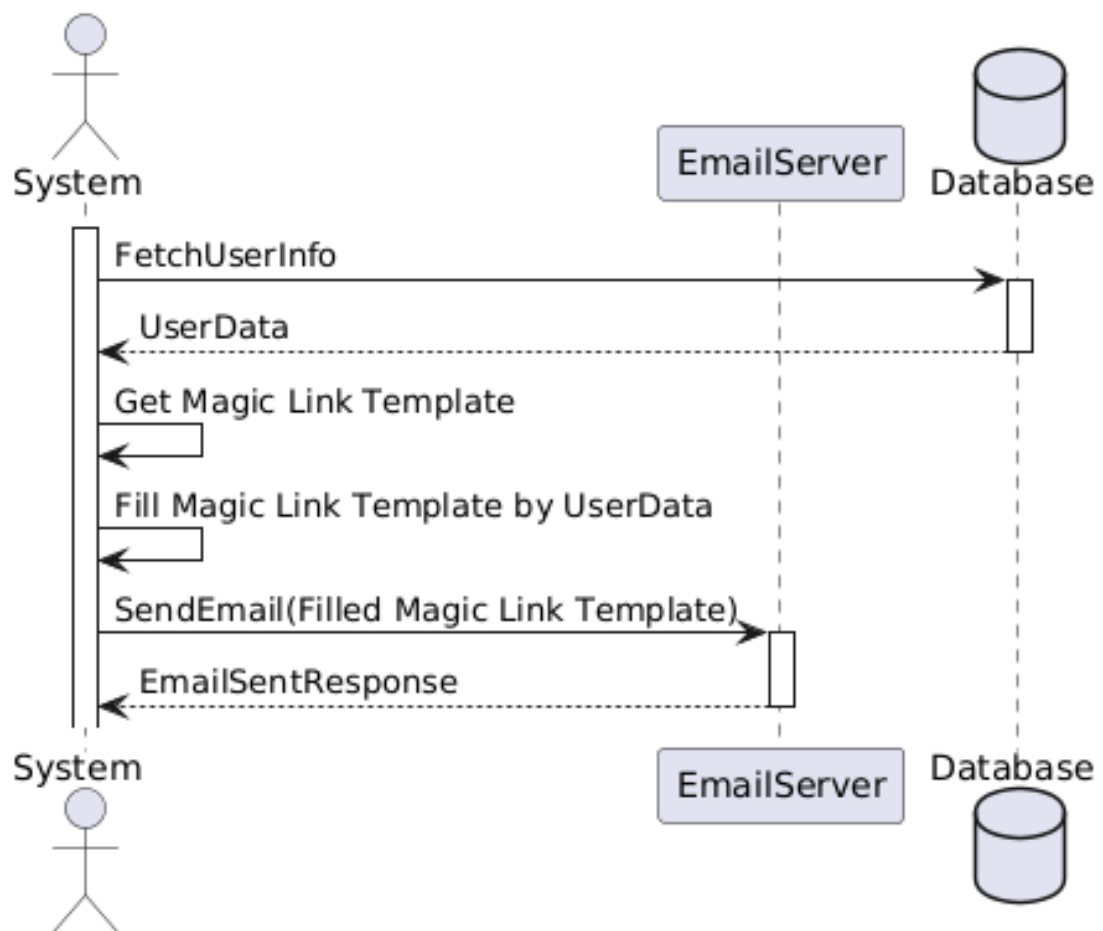 System
EmailServer
Database
FetchUserInfo
UserData
Get Magic Link Template
Fill Magic Link Template by UserData
SendEmail(Filled Magic Link Template)
EmailSentResponse
System
EmailServer
Database